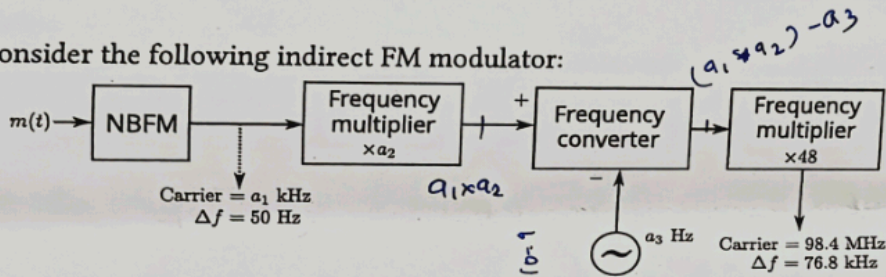 onsider the following indirect FM modulator:
(a₁*a₂)-a₃
m(t)
NBFM
Frequency
multiplier
×a₂
+
Frequency
converter
−
Frequency
multiplier
×48
Carrier = a₁ kHz
Δf = 50 Hz
a₁×a₂
a₃ Hz
Carrier = 98.4 MHz
Δf = 76.8 kHz